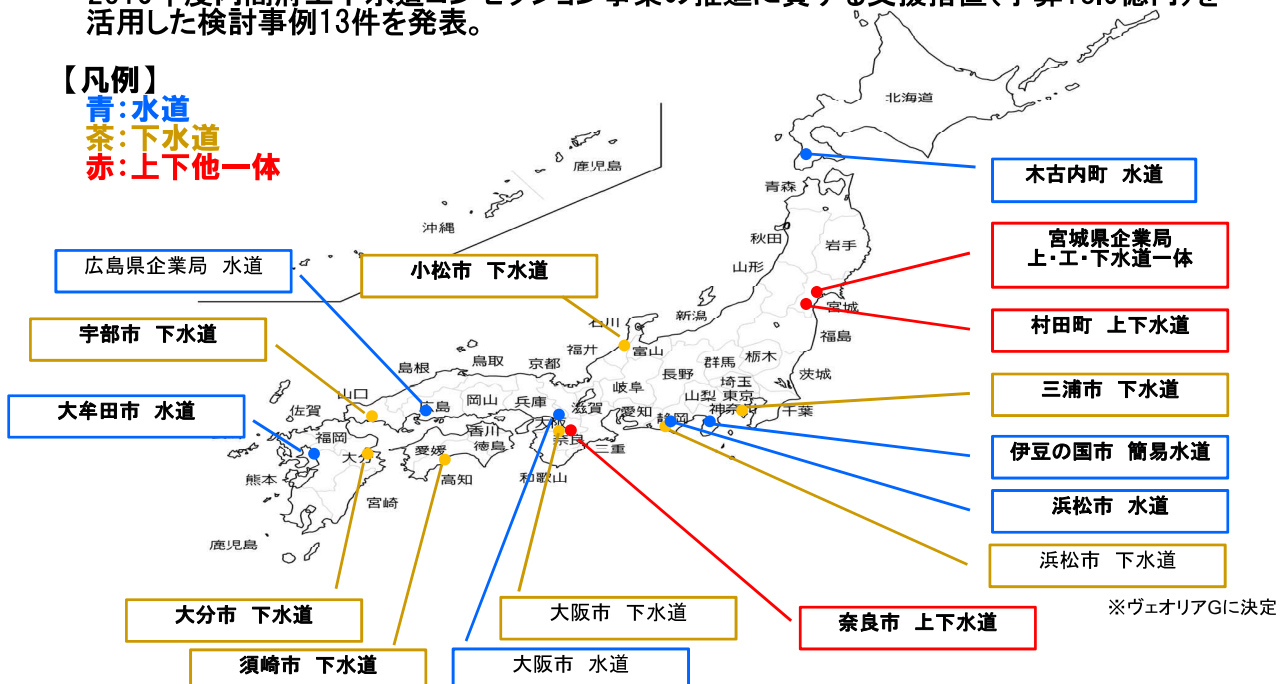 活用した検討事例13件を発表。
【凡例】
青：水道
茶：下水道
赤：上下他一体
北海道
鹿児島
沖縄
青森
秋田
岩手
山形
宮城
新潟
福島
石川
富山
福井
群馬
栃木
長野
埼玉
茨城
山梨
東京
神奈川
千葉
岐阜
静岡
愛知
滋賀
三重
京都
兵庫
大阪
奈良
和歌山
鳥取
島根
岡山
広島
山口
香川
徳島
愛媛
高知
佐賀
福岡
大分
熊本
宮崎
鹿児島
木古内町 水道
宮城県企業局
上・工・下水道一体
村田町 上下水道
三浦市 下水道
伊豆の国市 簡易水道
浜松市 水道
浜松市 下水道
※ヴェオリアGに決定
広島県企業局 水道
小松市 下水道
宇部市 下水道
大牟田市 水道
大分市 下水道
須崎市 下水道
大阪市 下水道
大阪市 水道
奈良市 上下水道